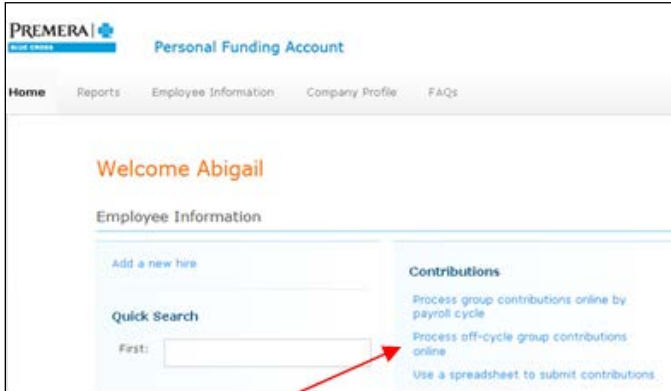 PREMERA
BLUE CROSS
Personal Funding Account
Home Reports Employee Information Company Profile FAQs
Welcome Abigail
Employee Information
Add a new hire
Quick Search
First:
Contributions
Process group contributions online by
payroll cycle
Process off-cycle group contributions
online
Use a spreadsheet to submit contributions